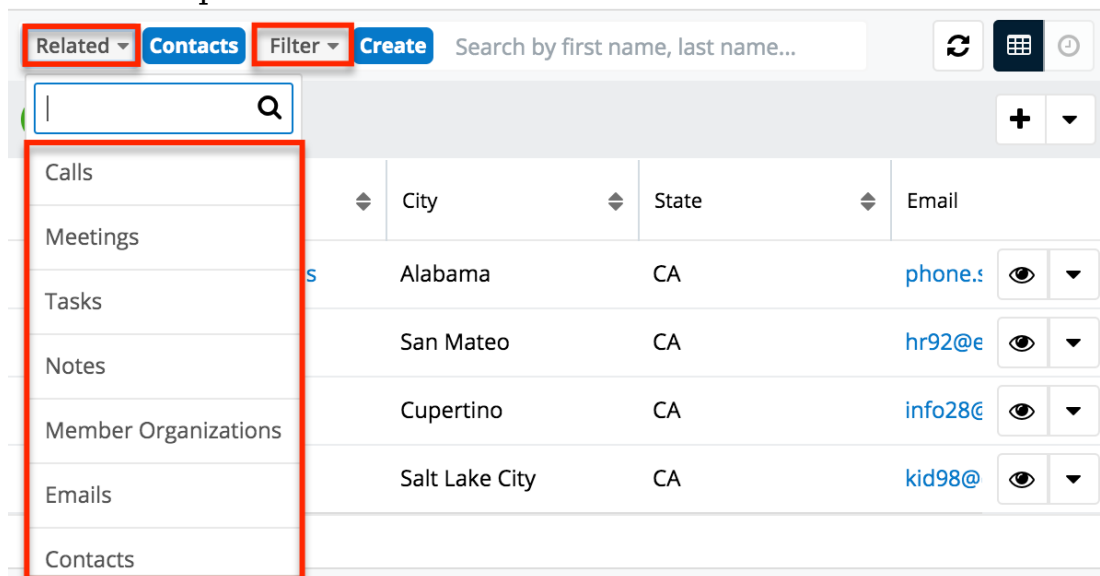 Related Contacts Filter Create Search by first name, last name...
Calls
City State Email
Meetings
s Alabama CA phone.s
Tasks
San Mateo CA hr92@e
Notes
Cupertino CA info28@
Member Organizations
Salt Lake City CA kid98@
Emails
Contacts